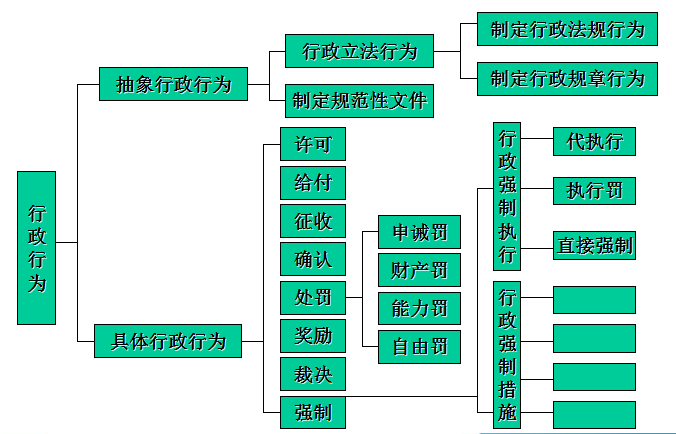 行政行为
抽象行政行为
行政立法行为
制定行政法规行为
制定行政规章行为
制定规范性文件
具体行政行为
许可
给付
征收
确认
处罚
申诫罚
财产罚
能力罚
自由罚
奖励
裁决
强制
行政强制执行
代执行
执行罚
直接强制
行政强制措施